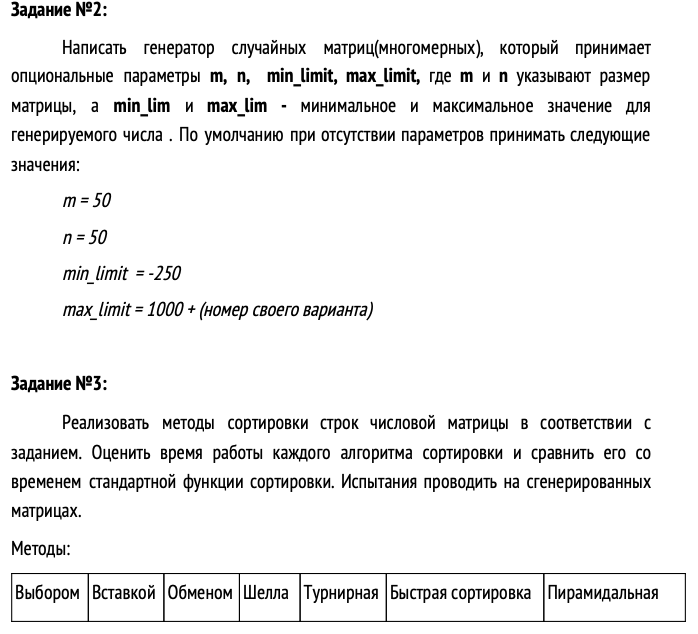 Задание №2:
Написать генератор случайных матриц(многомерных), который принимает
опциональные параметры m, n, min_limit, max_limit, где m и n указывают размер
матрицы, а min_lim и max_lim - минимальное и максимальное значение для
генерируемого числа . По умолчанию при отсутствии параметров принимать следующие
значения:
m = 50
n = 50
min_limit = -250
max_limit = 1000 + (номер своего варианта)
Задание №3:
Реализовать методы сортировки строк числовой матрицы в соответствии с
заданием. Оценить время работы каждого алгоритма сортировки и сравнить его со
временем стандартной функции сортировки. Испытания проводить на сгенерированных
матрицах.
Методы:
Выбором Вставкой Обменом Шелла Турнирная Быстрая сортировка Пирамидальная